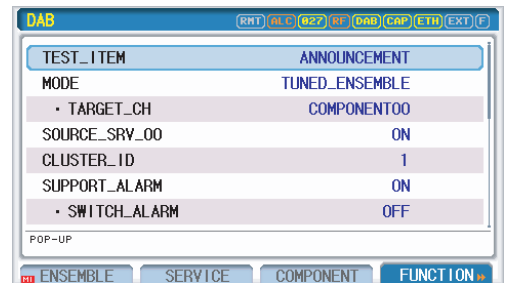 DAB RMT ALC 027 RF DAB CAP ETH EXT F
TEST_ITEM ANNOUNCEMENT
MODE TUNED_ENSEMBLE
· TARGET_CH COMPONENT00
SOURCE_SRV_00 ON
CLUSTER_ID 1
SUPPORT_ALARM ON
· SWITCH_ALARM OFF
POP-UP
M1 ENSEMBLE SERVICE COMPONENT FUNCTION